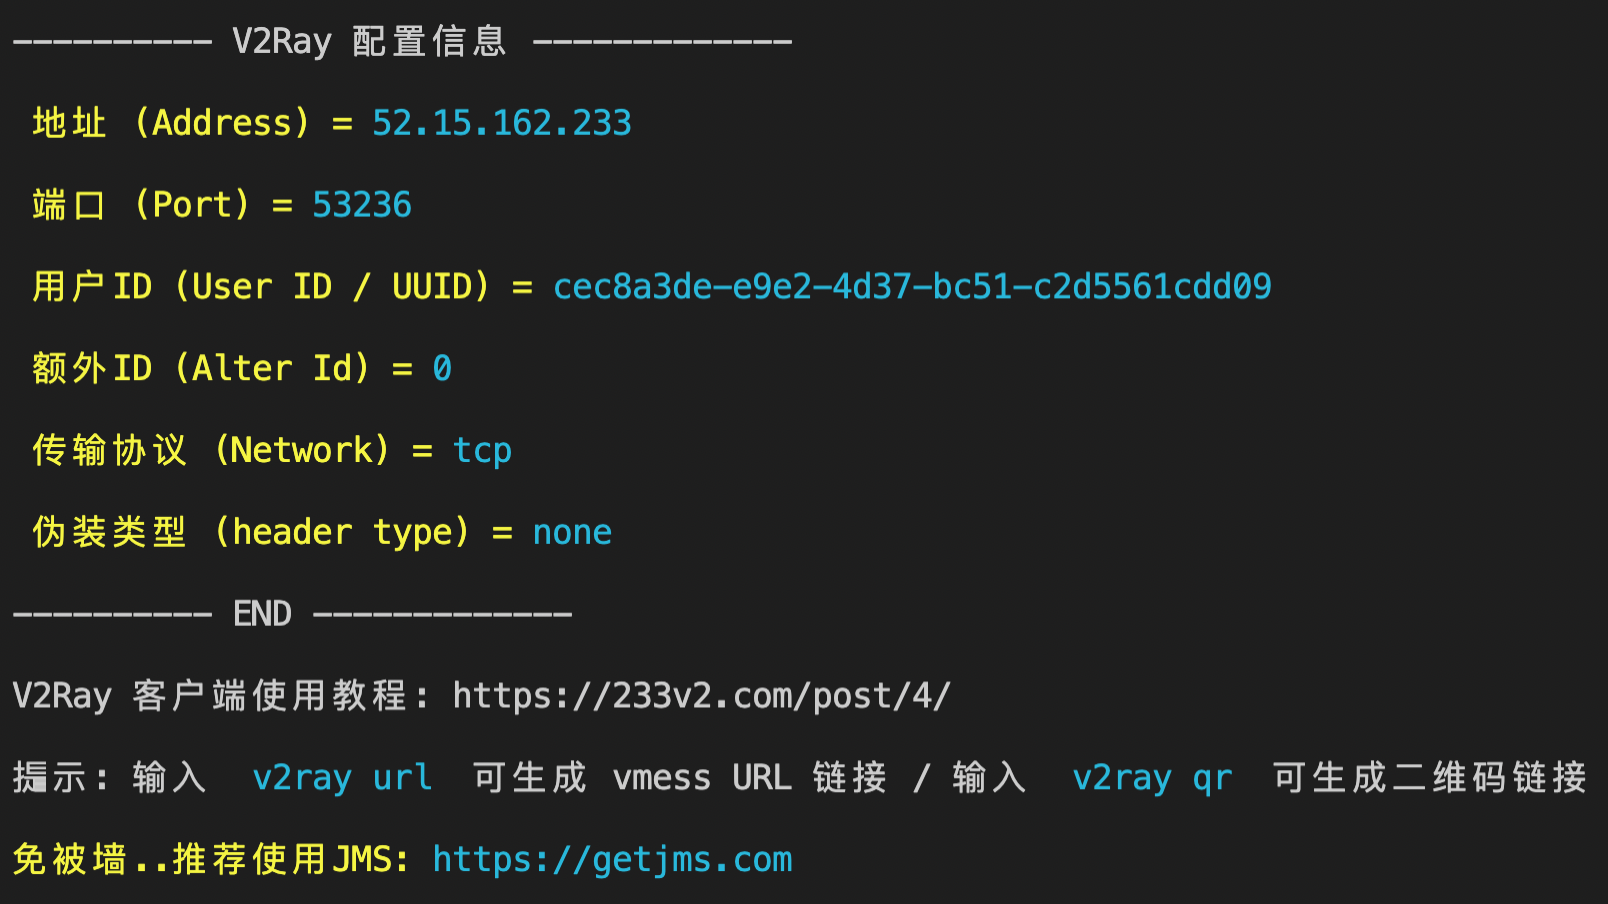 ---------- V2Ray 配置信息 -------------
地址 (Address) = 52.15.162.233
端口 (Port) = 53236
用户ID (User ID / UUID) = cec8a3de-e9e2-4d37-bc51-c2d5561cdd09
额外ID (Alter Id) = 0
传输协议 (Network) = tcp
伪装类型 (header type) = none
---------- END -------------
V2Ray 客户端使用教程: https://233v2.com/post/4/
提示: 输入 v2ray url 可生成 vmess URL 链接 / 输入 v2ray qr 可生成二维码链接
免被墙..推荐使用JMS: https://getjms.com